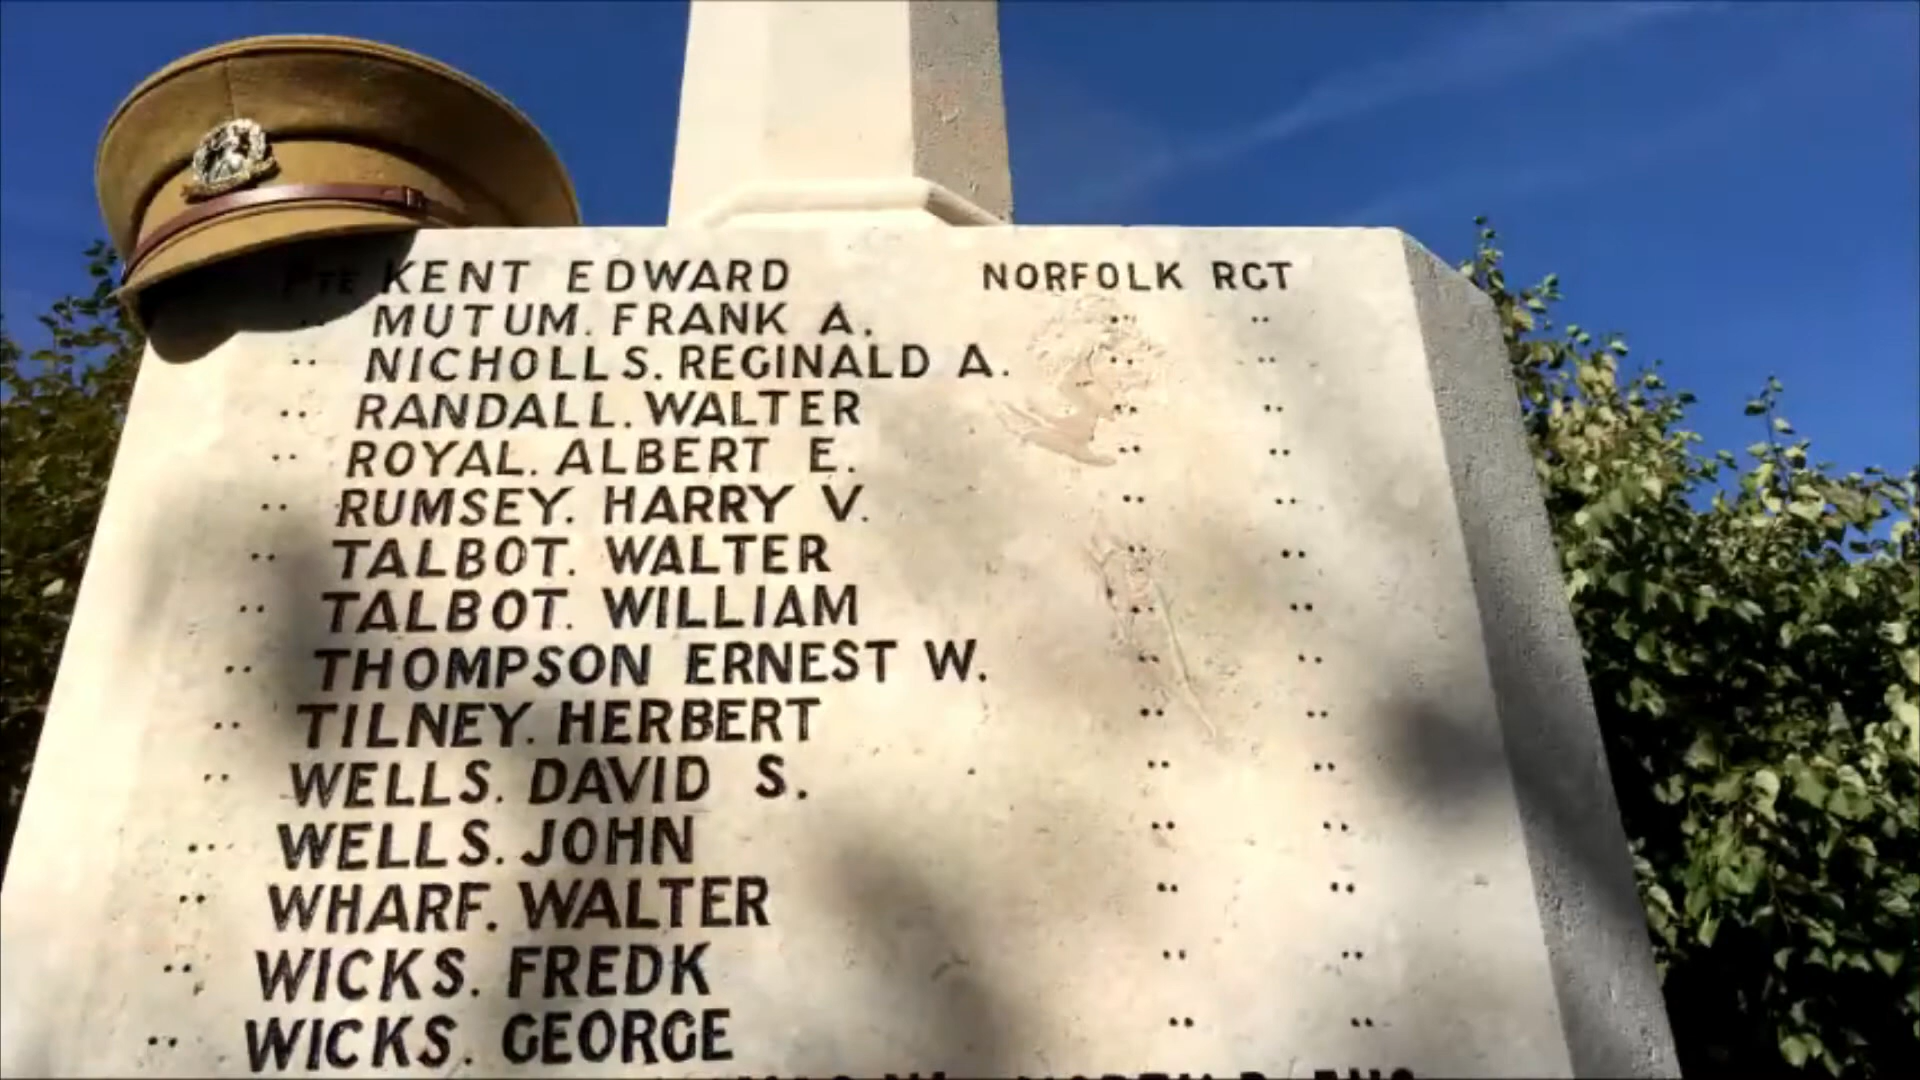 Pte KENT EDWARD NORFOLK RGT
" MUTUM. FRANK A. " "
" NICHOLLS. REGINALD A. " "
" RANDALL. WALTER " "
" ROYAL. ALBERT E. " "
" RUMSEY. HARRY V. " "
" TALBOT. WALTER " "
" TALBOT. WILLIAM " "
" THOMPSON ERNEST W. " "
" TILNEY. HERBERT " "
" WELLS. DAVID S. " "
" WELLS. JOHN " "
" WHARF. WALTER " "
" WICKS. FREDK " "
" WICKS. GEORGE " "